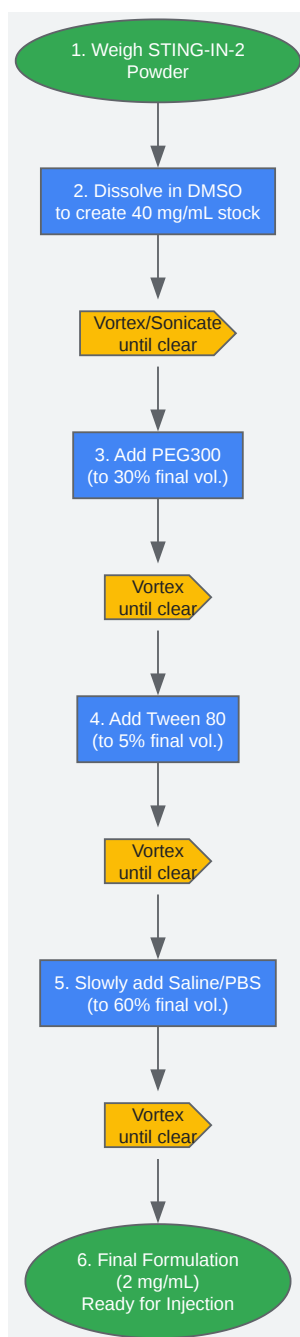 1. Weigh STING-IN-2
Powder
2. Dissolve in DMSO
to create 40 mg/mL stock
Vortex/Sonicate
until clear
3. Add PEG300
(to 30% final vol.)
Vortex
until clear
4. Add Tween 80
(to 5% final vol.)
Vortex
until clear
5. Slowly add Saline/PBS
(to 60% final vol.)
Vortex
until clear
6. Final Formulation
(2 mg/mL)
Ready for Injection